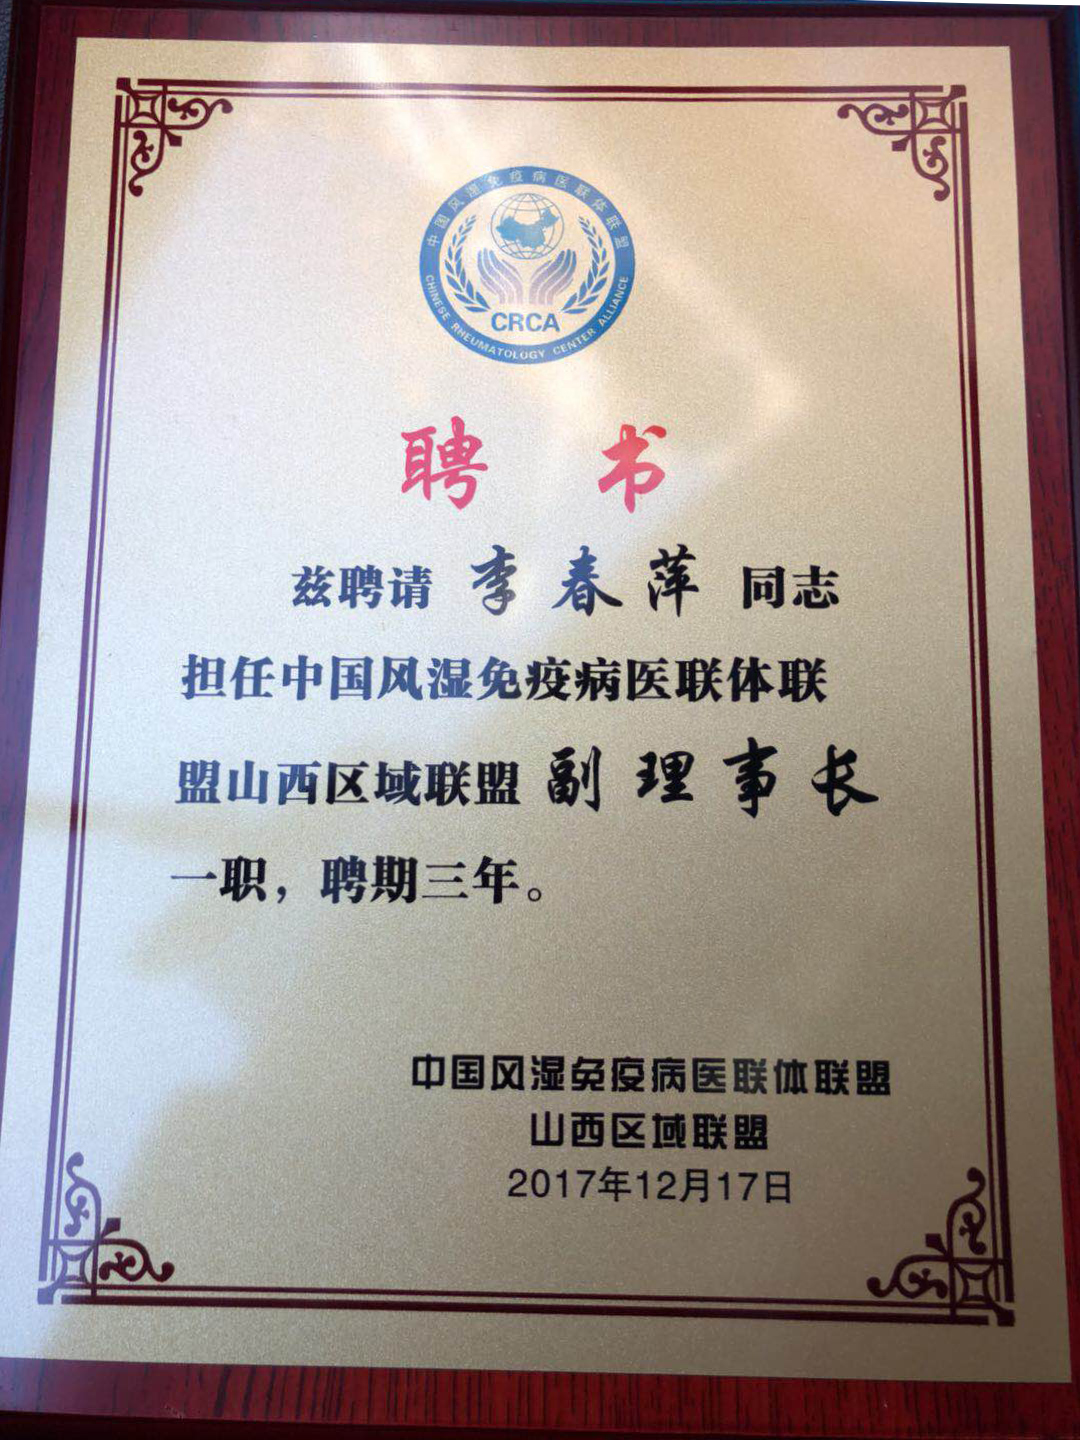 中国风湿免疫病医联体联盟
CRCA
CHINESE RHEUMATOLOGY CENTER ALLIANCE
聘 书
兹聘请 李春萍 同志
担任中国风湿免疫病医联体联
盟山西区域联盟 副理事长
一职，聘期三年。
中国风湿免疫病医联体联盟
山西区域联盟
2017年12月17日